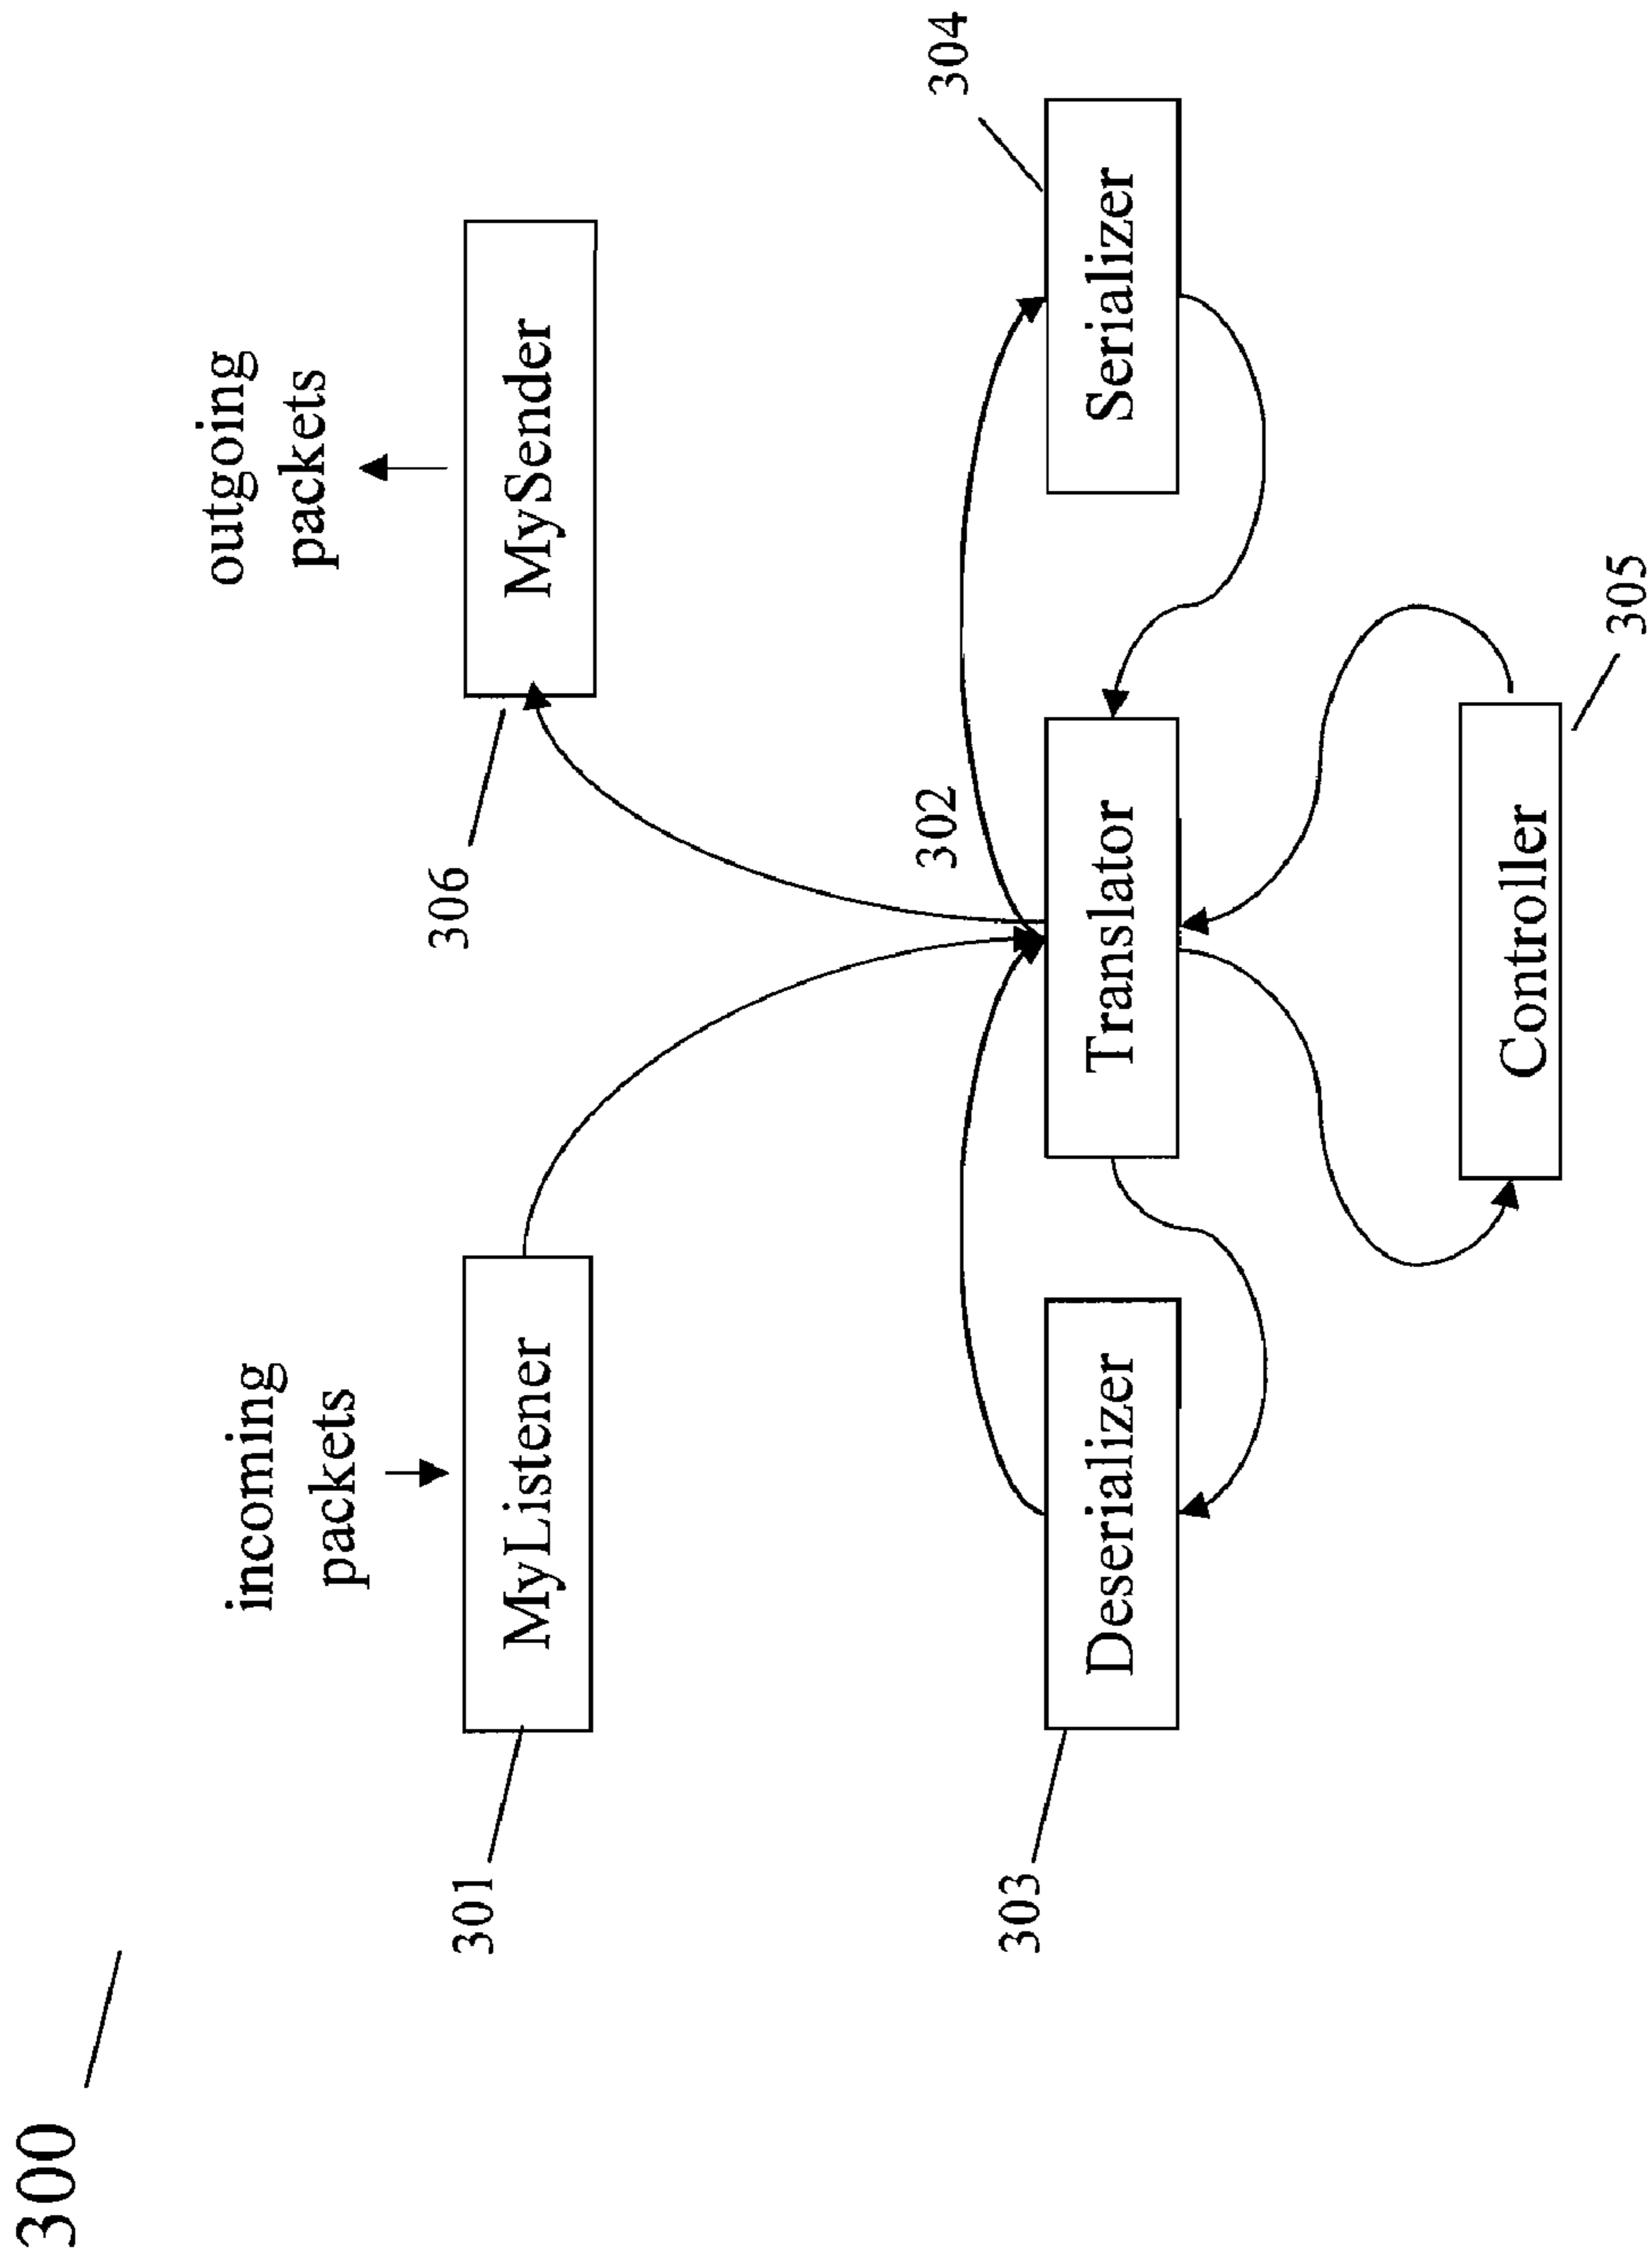 300
incoming
packets
outgoing
packets
301
MyListener
306
MySender
302
303
Deserializer
Translator
304
Serializer
Controller
305